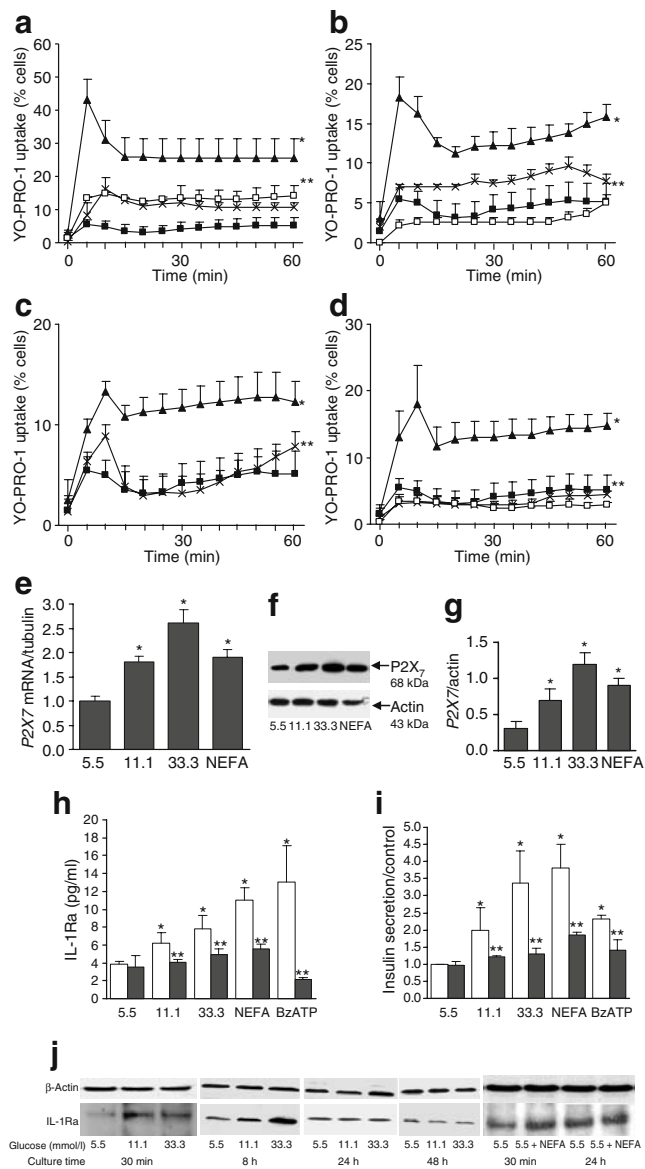 a
60
50
40
30
20
10
0
YO-PRO-1 uptake (% cells)
*
**
0 30 60
Time (min)
b
25
20
15
10
5
0
YO-PRO-1 uptake (% cells)
*
**
0 30 60
Time (min)
c
20
10
0
YO-PRO-1 uptake (% cells)
*
**
0 30 60
Time (min)
d
30
20
10
0
YO-PRO-1 uptake (% cells)
*
**
0 30 60
Time (min)
e
3.0
2.5
2.0
1.5
1.0
0.5
0.0
P2X7 mRNA/tubulin
* * *
5.5 11.1 33.3 NEFA
f
P2X7
68 kDa
Actin
43 kDa
5.5 11.1 33.3 NEFA
g
1.5
1.0
0.5
0.0
P2X7/actin
* * *
5.5 11.1 33.3 NEFA
h
20
18
16
14
12
10
8
6
4
2
0
IL-1Ra (pg/ml)
* * * *
** ** ** **
5.5 11.1 33.3 NEFA BzATP
i
5.0
4.5
4.0
3.5
3.0
2.5
2.0
1.5
1.0
0.5
0.0
Insulin secretion/control
* * * *
** ** ** **
5.5 11.1 33.3 NEFA BzATP
j
β-Actin
IL-1Ra
Glucose (mmol/l) 5.5 11.1 33.3 5.5 11.1 33.3 5.5 11.1 33.3 5.5 11.1 33.3 5.5 5.5 + NEFA 5.5 5.5 + NEFA
Culture time 30 min 8 h 24 h 48 h 30 min 24 h